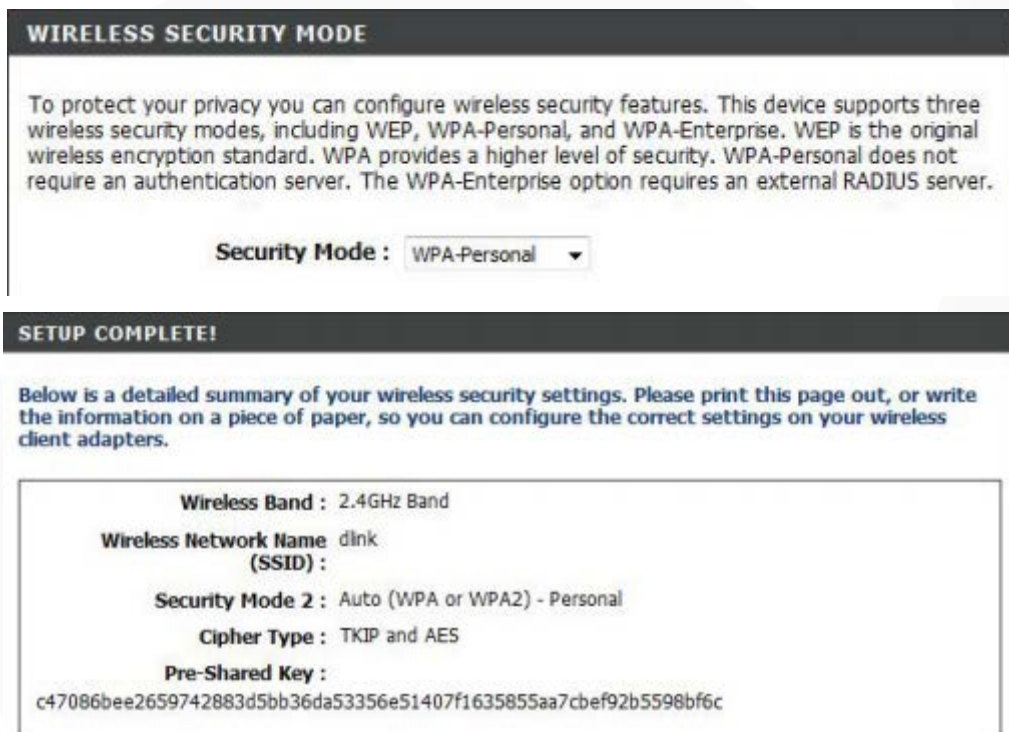 WIRELESS SECURITY MODE
To protect your privacy you can configure wireless security features. This device supports three
wireless security modes, including WEP, WPA-Personal, and WPA-Enterprise. WEP is the original
wireless encryption standard. WPA provides a higher level of security. WPA-Personal does not
require an authentication server. The WPA-Enterprise option requires an external RADIUS server.
Security Mode : WPA-Personal
SETUP COMPLETE!
Below is a detailed summary of your wireless security settings. Please print this page out, or write
the information on a piece of paper, so you can configure the correct settings on your wireless
client adapters.
Wireless Band : 2.4GHz Band
Wireless Network Name dlink
(SSID) :
Security Mode 2 : Auto (WPA or WPA2) - Personal
Cipher Type : TKIP and AES
Pre-Shared Key :
c47086bee2659742883d5bb36da53356e51407f1635855aa7cbef92b5598bf6c